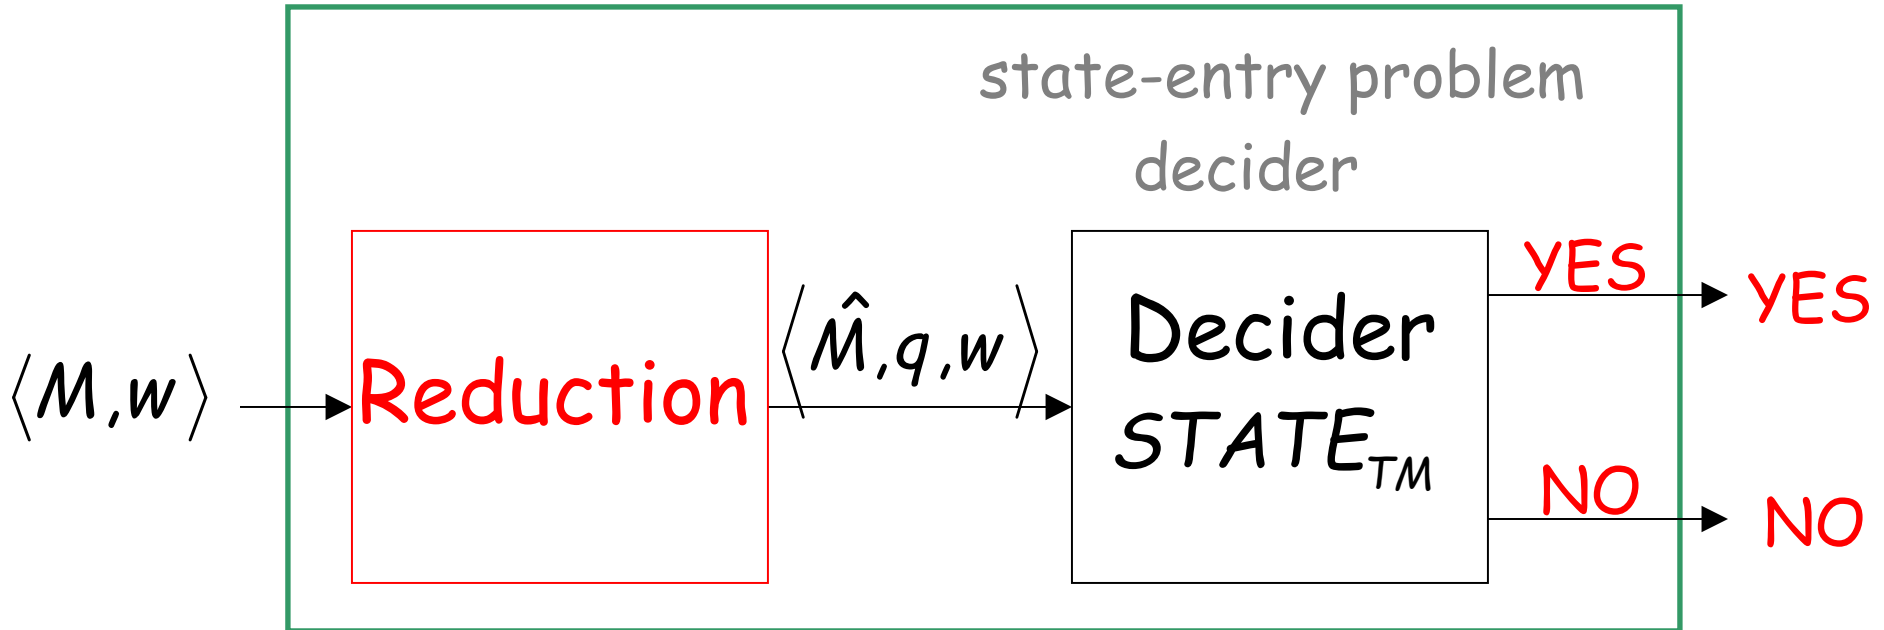 state-entry problem
decider
⟨M,w⟩
Reduction
⟨M̂,q,w⟩
Decider
STATE_TM
YES
YES
NO
NO